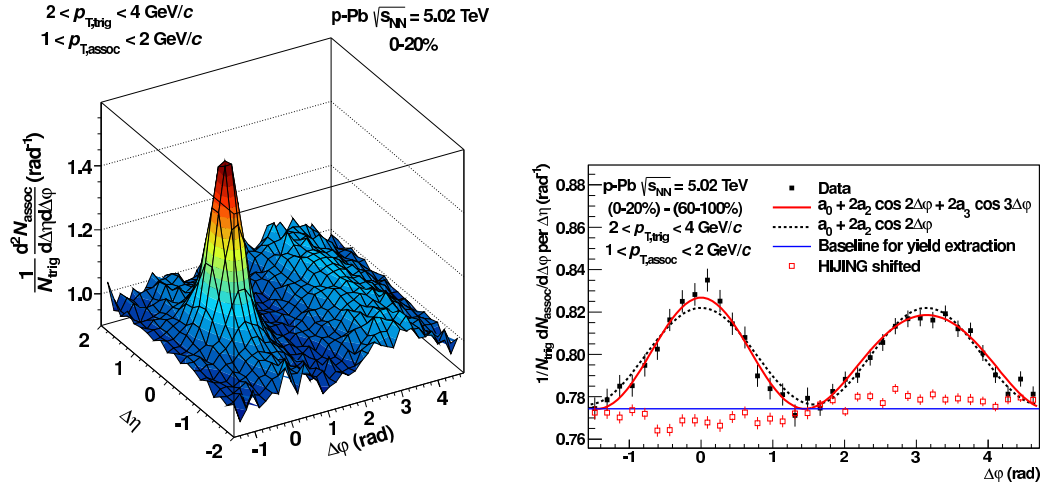 2 < p_T,trig < 4 GeV/c
1 < p_T,assoc < 2 GeV/c
p-Pb √s_NN = 5.02 TeV
0-20%
1/N_trig d²N_assoc/dΔηdΔφ (rad⁻¹)
1.4
1.2
1.0
2
1
0
-1
-2
Δη
-1
0
1
2
3
4
Δφ (rad)
1/N_trig dN_assoc/dΔφ per Δη (rad⁻¹)
0.88
0.86
0.84
0.82
0.80
0.78
0.76
p-Pb √s_NN = 5.02 TeV
(0-20%) - (60-100%)
2 < p_T,trig < 4 GeV/c
1 < p_T,assoc < 2 GeV/c
Data
a₀ + 2a₂ cos 2Δφ + 2a₃ cos 3Δφ
a₀ + 2a₂ cos 2Δφ
Baseline for yield extraction
HIJING shifted
-1
0
1
2
3
4
Δφ (rad)